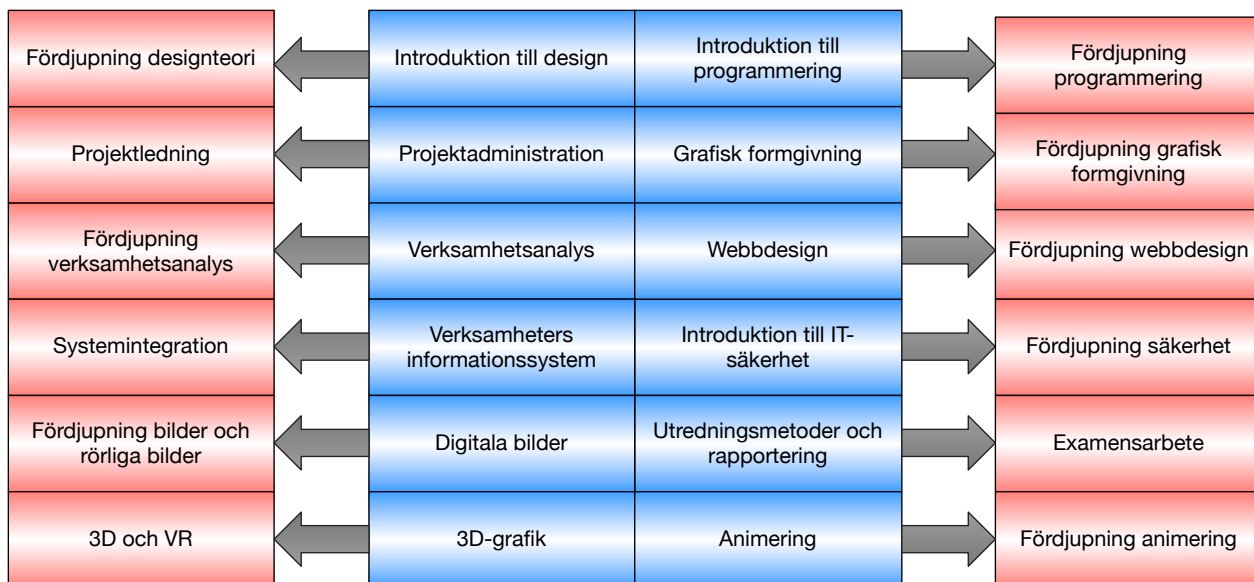 Fördjupning designteori
Introduktion till design
Introduktion till
programmering
Fördjupning
programmering
Projektledning
Projektadministration
Grafisk formgivning
Fördjupning grafisk
formgivning
Fördjupning
verksamhetsanalys
Verksamhetsanalys
Webbdesign
Fördjupning webbdesign
Systemintegration
Verksamheters
informationssystem
Introduktion till IT-
säkerhet
Fördjupning säkerhet
Fördjupning bilder och
rörliga bilder
Digitala bilder
Utredningsmetoder och
rapportering
Examensarbete
3D och VR
3D-grafik
Animering
Fördjupning animering